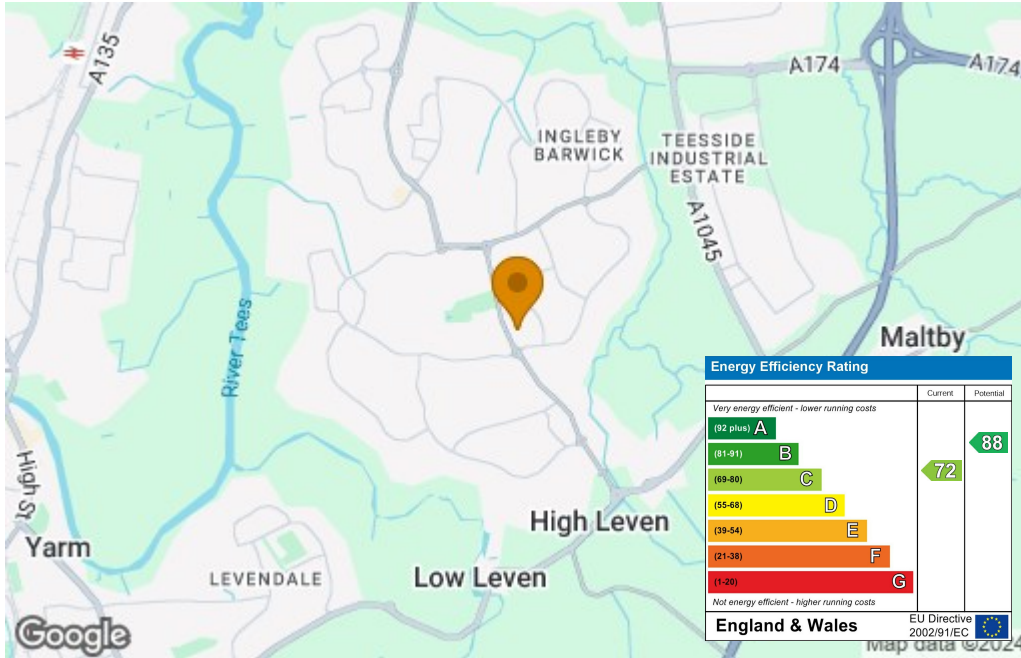 A135
A174
A174
INGLEBY
BARWICK
TEESSIDE
INDUSTRIAL
ESTATE
A1045
River Tees
Maltby
High St
Yarm
LEVENDALE
High Leven
Low Leven
Google
Energy Efficiency Rating
Current Potential
Very energy efficient - lower running costs
(92 plus) A
(81-91) B
88
72
(69-80) C
(55-68) D
(39-54) E
(21-38) F
(1-20) G
Not energy efficient - higher running costs
England & Wales
EU Directive
2002/91/EC
Map data ©2024